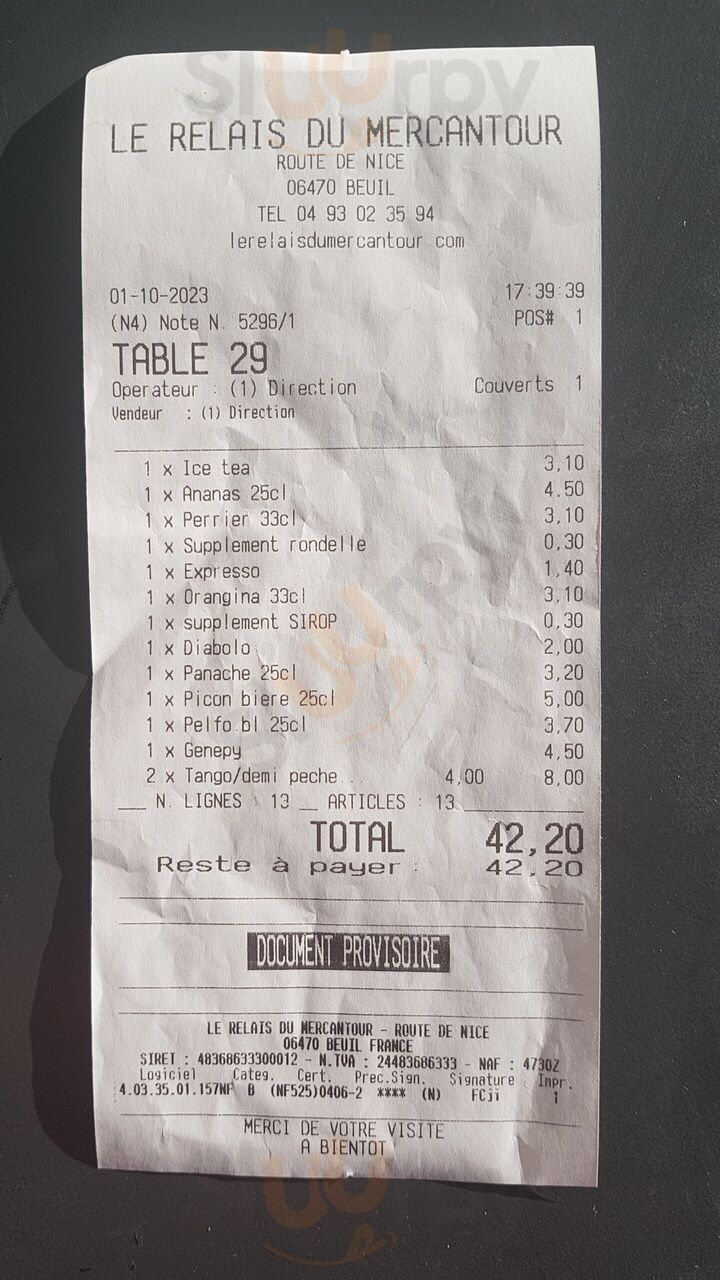 Sluurpy
LE RELAIS DU MERCANTOUR
ROUTE DE NICE
06470 BEUIL
TEL 04 93 02 35 94
lerelaisdumercantour.com
01-10-2023 17:39:39
(N4) Note N. 5296/1 POS# 1
TABLE 29
Operateur : (1) Direction Couverts 1
Vendeur : (1) Direction
1 x Ice tea 3,10
1 x Ananas 25cl 4.50
1 x Perrier 33cl 3,10
1 x Supplement rondelle 0,30
1 x Expresso 1,40
1 x Orangina 33cl 3,10
1 x supplement SIROP 0,30
1 x Diabolo 2,00
1 x Panache 25cl 3,20
1 x Picon biere 25cl 5,00
1 x Pelfo.bl 25cl 3,70
1 x Genepy 4,50
2 x Tango/demi peche... 4,00 8,00
__ N. LIGNES : 13 __ ARTICLES : 13
TOTAL 42,20
Reste à payer : 42,20
DOCUMENT PROVISOIRE
LE RELAIS DU MERCANTOUR - ROUTE DE NICE
06470 BEUIL FRANCE
SIRET : 48368633300012 - N.TVA : 24483686333 - NAF : 4730Z
Logiciel Categ. Cert. Prec.Sign. Signature Impr.
4.03.35.01.157NF B (NF525)0406-2 **** (N) FCji 1
MERCI DE VOTRE VISITE
A BIENTOT